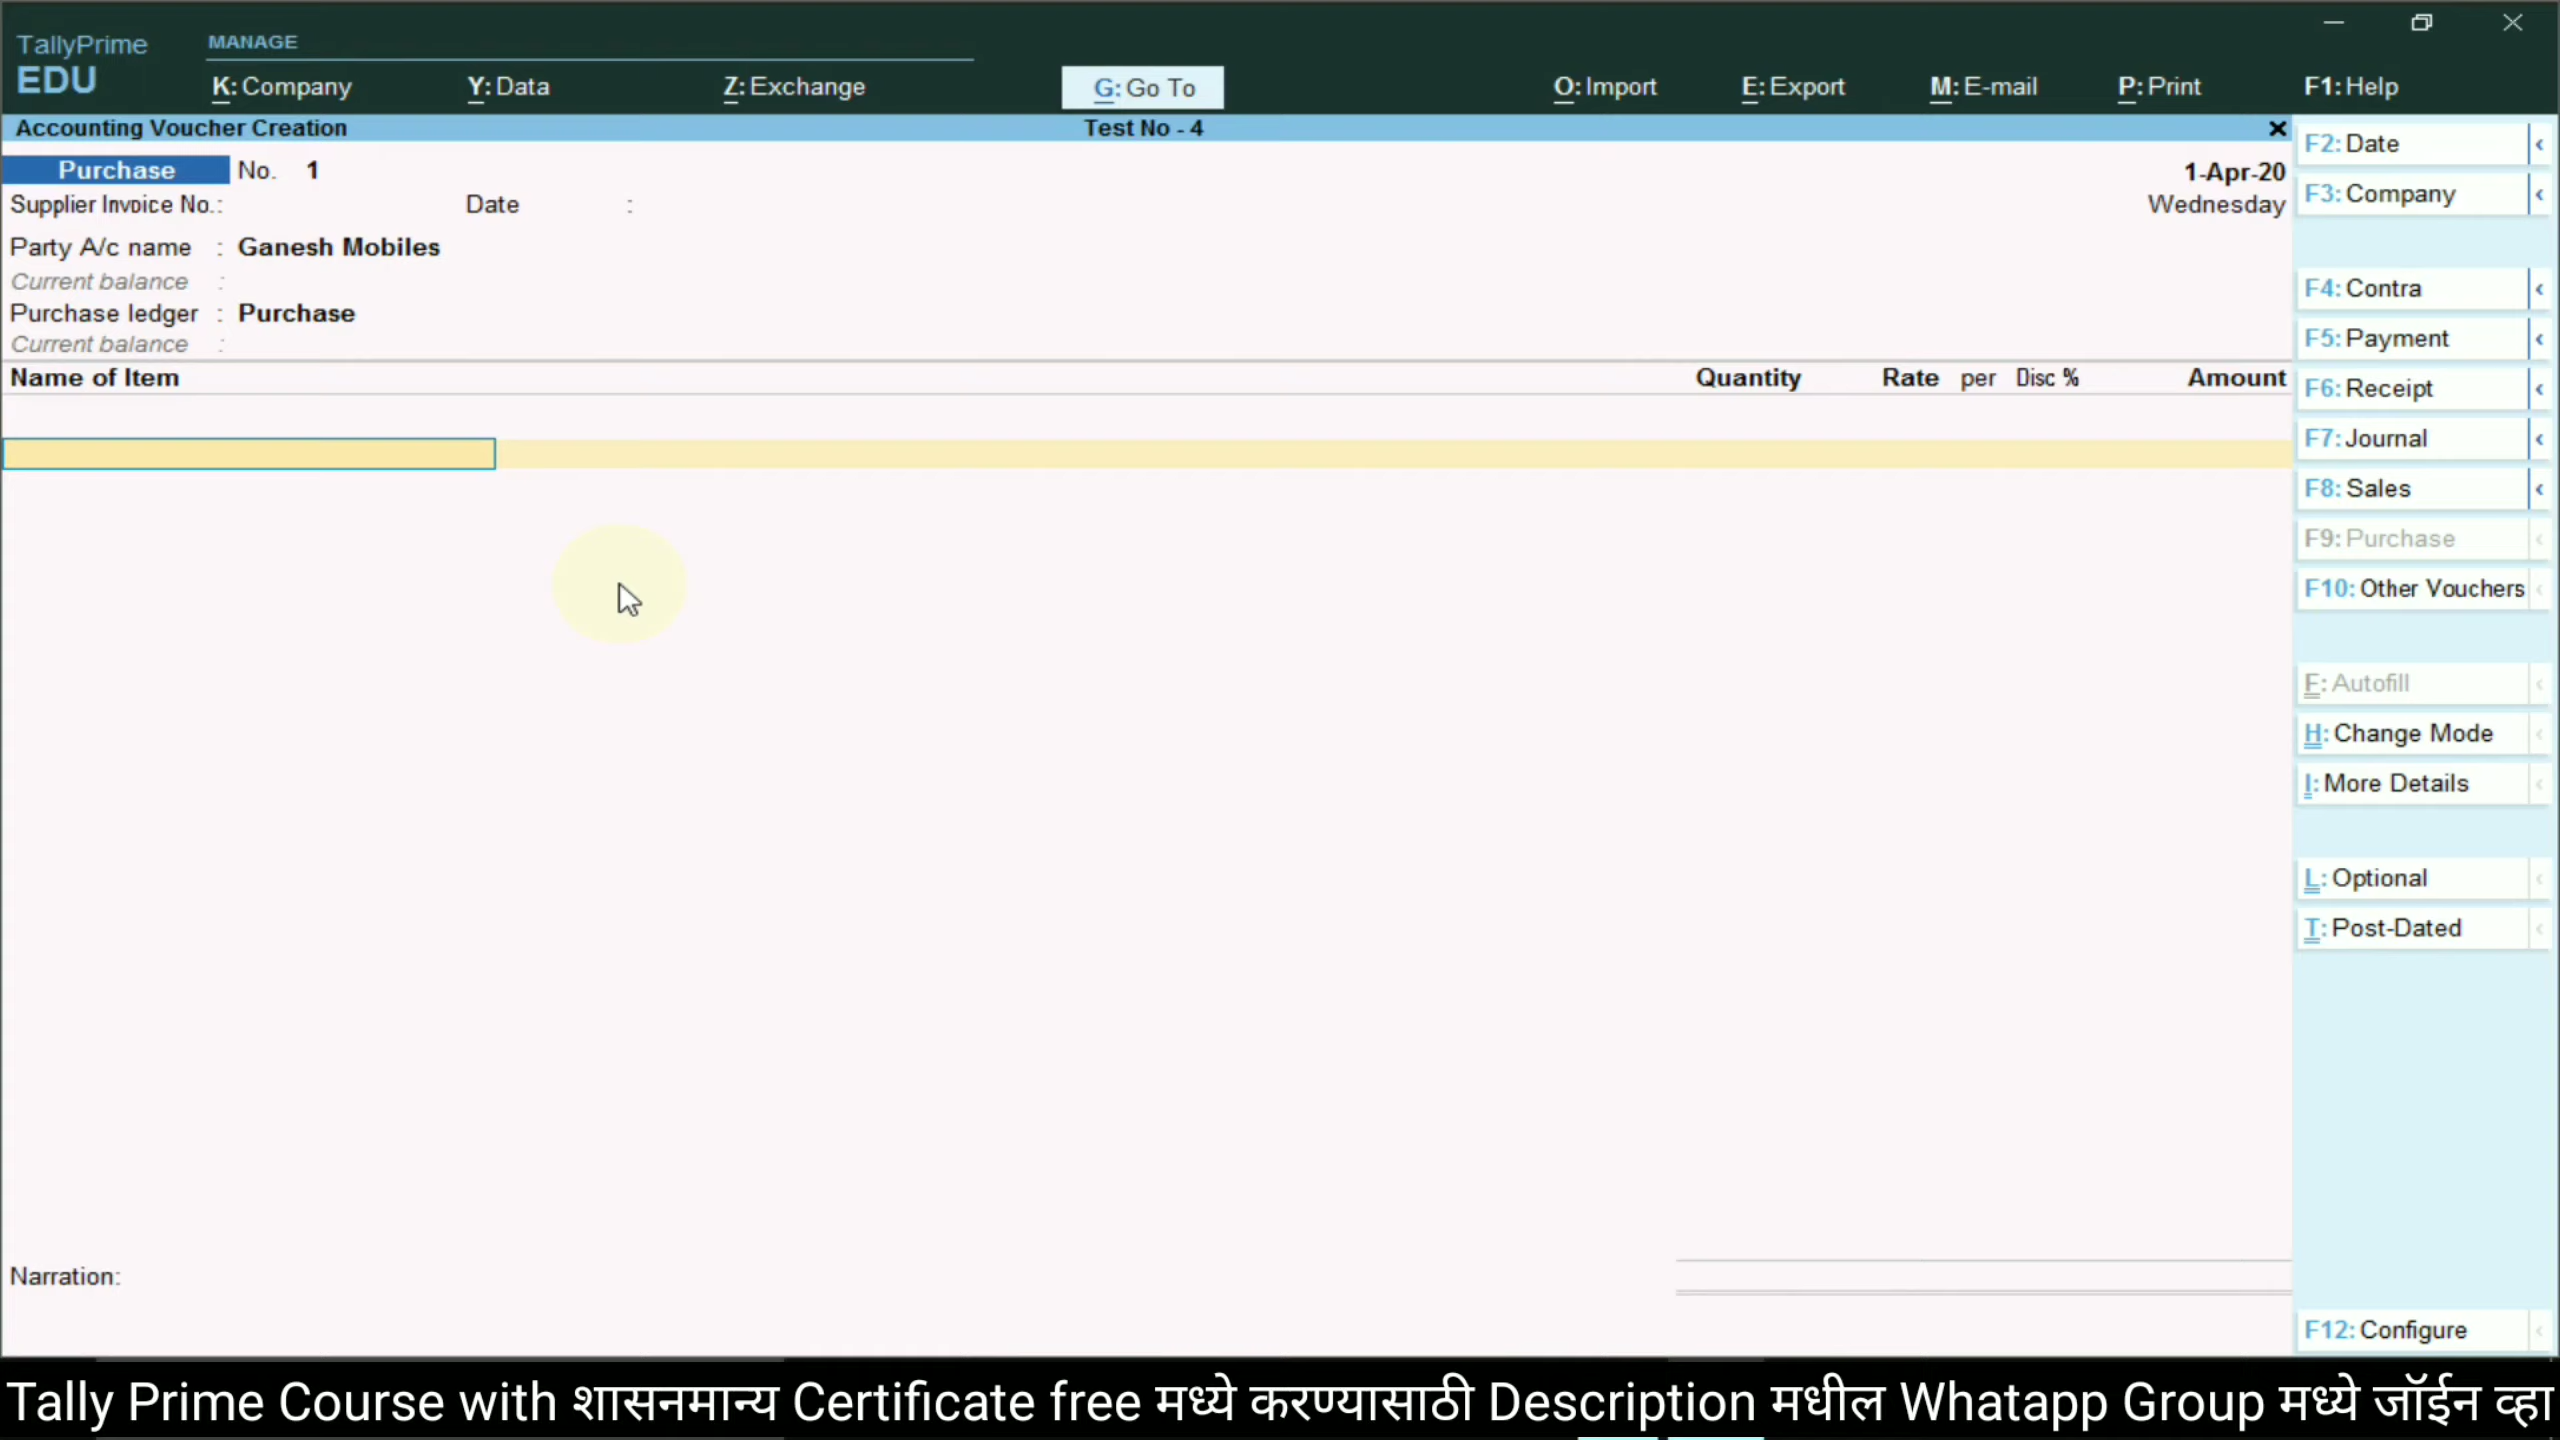 TallyPrime MANAGE
EDU K: Company Y: Data Z: Exchange G: Go To O: Import E: Export M: E-mail P: Print F1: Help
Accounting Voucher Creation Test No - 4
Purchase No. 1 1-Apr-20
Supplier Invoice No.: Date : Wednesday
Party A/c name : Ganesh Mobiles
Current balance :
Purchase ledger : Purchase
Current balance :
Name of Item Quantity Rate per Disc % Amount
Narration:
F2: Date
F3: Company
F4: Contra
F5: Payment
F6: Receipt
F7: Journal
F8: Sales
F9: Purchase
F10: Other Vouchers
F: Autofill
H: Change Mode
I: More Details
L: Optional
T: Post-Dated
F12: Configure
Tally Prime Course with शासनमान्य Certificate free मध्ये करण्यासाठी Description मधील Whatapp Group मध्ये जॉईन व्हा